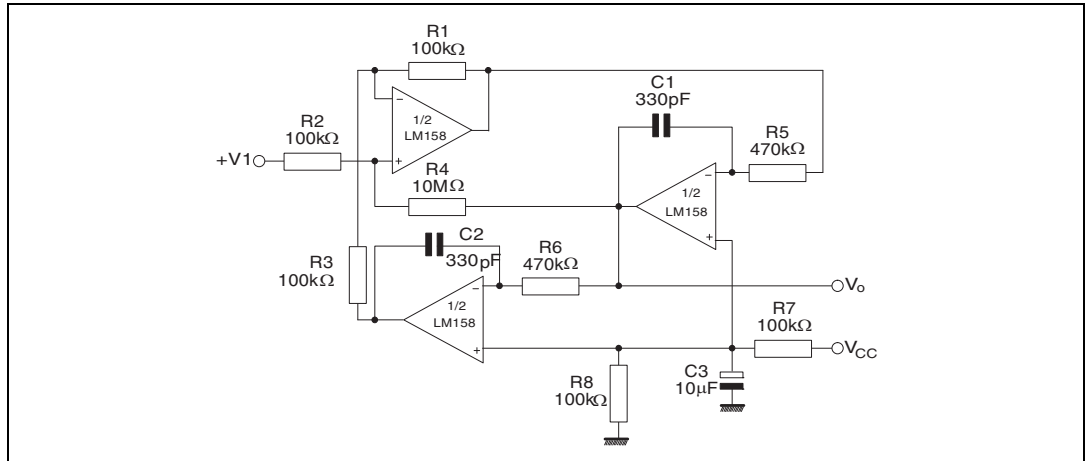 R1
100kΩ
C1
330pF
R2
100kΩ
−
1/2
LM158
+
R5
470kΩ
+V1
R4
10MΩ
−
1/2
LM158
+
C2
330pF
R6
470kΩ
R3
100kΩ
−
1/2
LM158
+
Vo
R7
100kΩ
VCC
R8
100kΩ
C3
10μF